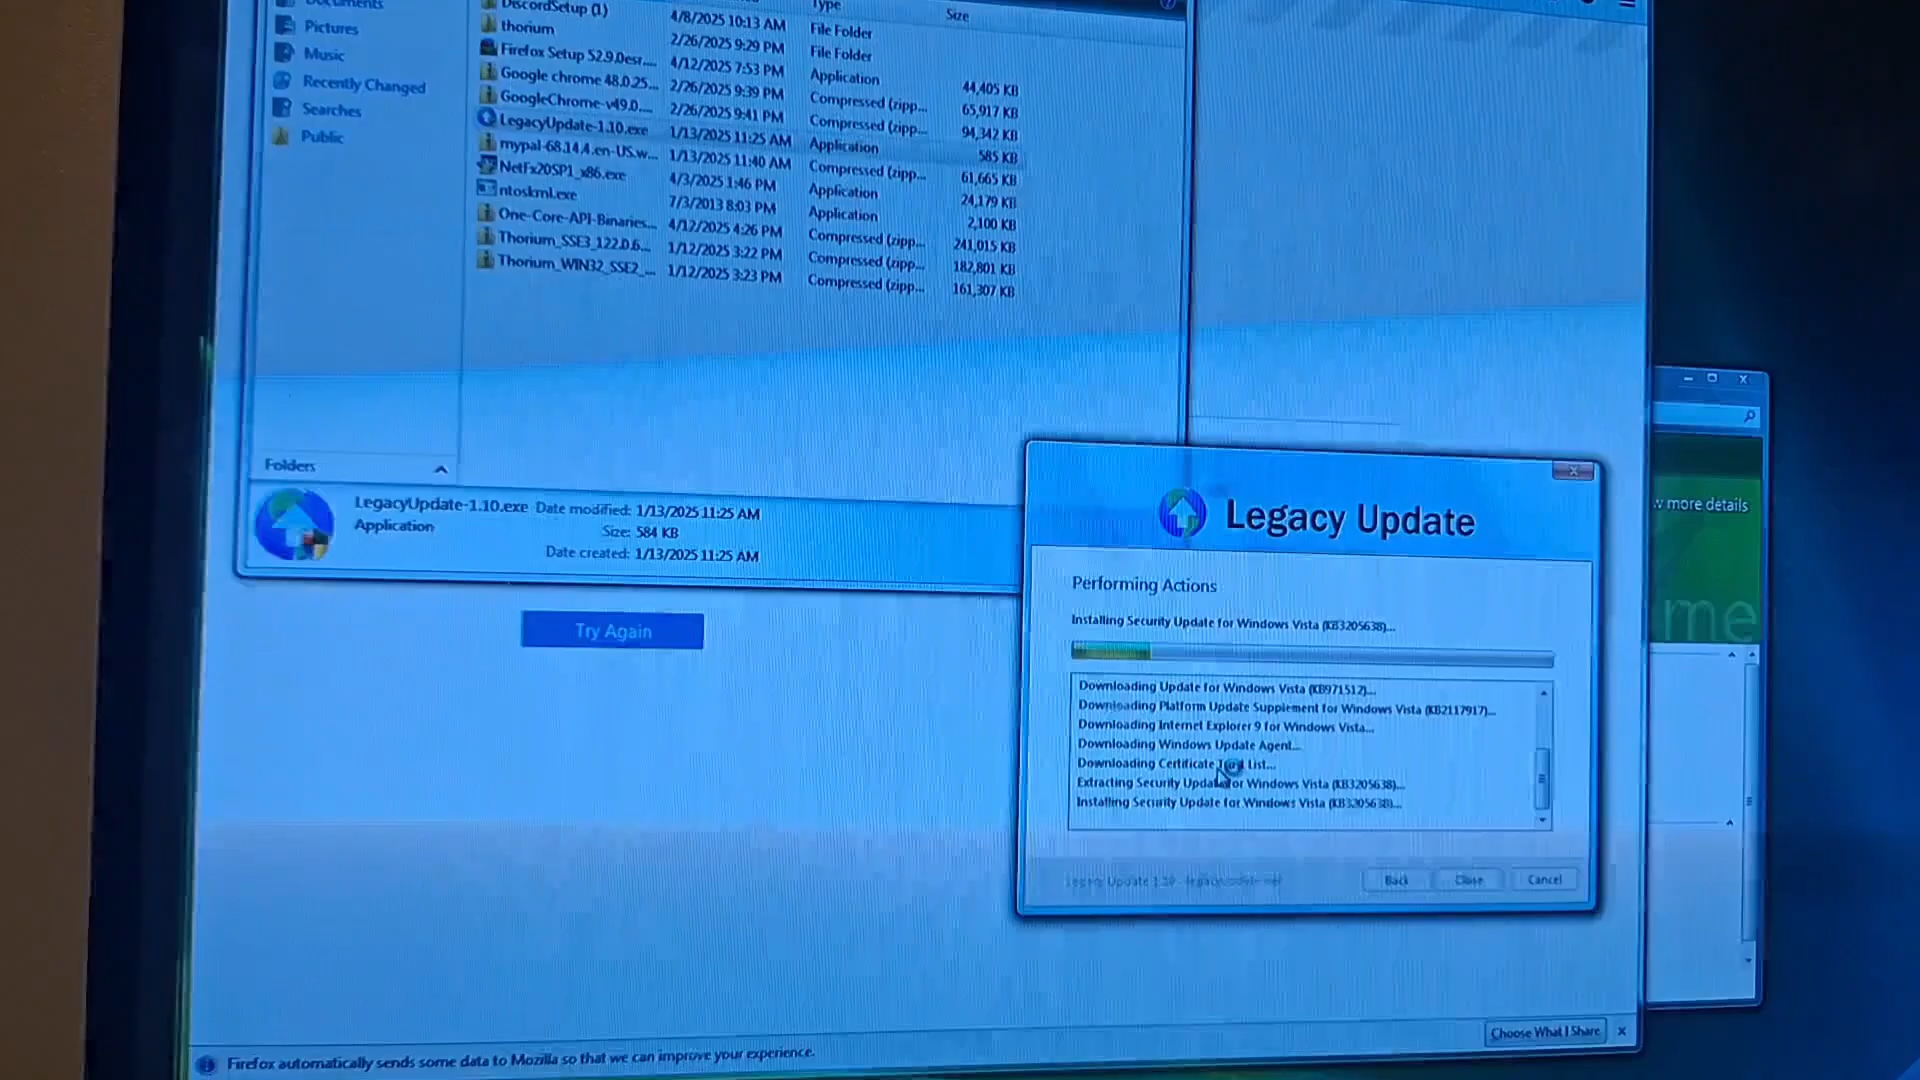 Documents
Pictures
Music
Recently Changed
Searches
Public
Folders
Type
Size
DiscordSetup (1) 4/8/2025 10:13 AM File Folder
thorium 2/26/2025 9:29 PM File Folder
Firefox Setup 52.9.0esr.... 4/12/2025 7:53 PM Application 44,405 KB
Google chrome 48.0.25... 2/26/2025 9:39 PM Compressed (zipp... 65,917 KB
GoogleChrome-v49.0.... 2/26/2025 9:41 PM Compressed (zipp... 94,342 KB
LegacyUpdate-1.10.exe 1/13/2025 11:25 AM Application 585 KB
mypal-68.14.4.en-US.w... 1/13/2025 11:40 AM Compressed (zipp... 61,665 KB
NetFx20SP1_x86.exe 4/3/2025 1:46 PM Application 24,179 KB
ntoskrnl.exe 7/3/2013 8:03 PM Application 2,100 KB
One-Core-API-Binaries... 4/12/2025 4:26 PM Compressed (zipp... 241,015 KB
Thorium_SSE3_122.0.6... 1/12/2025 3:22 PM Compressed (zipp... 182,801 KB
Thorium_WIN32_SSE2_... 1/12/2025 3:23 PM Compressed (zipp... 161,307 KB
LegacyUpdate-1.10.exe Date modified: 1/13/2025 11:25 AM
Application Size: 584 KB
Date created: 1/13/2025 11:25 AM
Try Again
Legacy Update
Performing Actions
Installing Security Update for Windows Vista (KB3205638)...
Downloading Update for Windows Vista (KB971512)...
Downloading Platform Update Supplement for Windows Vista (KB2117917)...
Downloading Internet Explorer 9 for Windows Vista...
Downloading Windows Update Agent...
Downloading Certificate List...
Extracting Security Update for Windows Vista (KB3205638)...
Installing Security Update for Windows Vista (KB3205638)...
Legacy Update 1.10 - legacyupdate.net
Back Close Cancel
more details
me
Choose What I Share
Firefox automatically sends some data to Mozilla so that we can improve your experience.